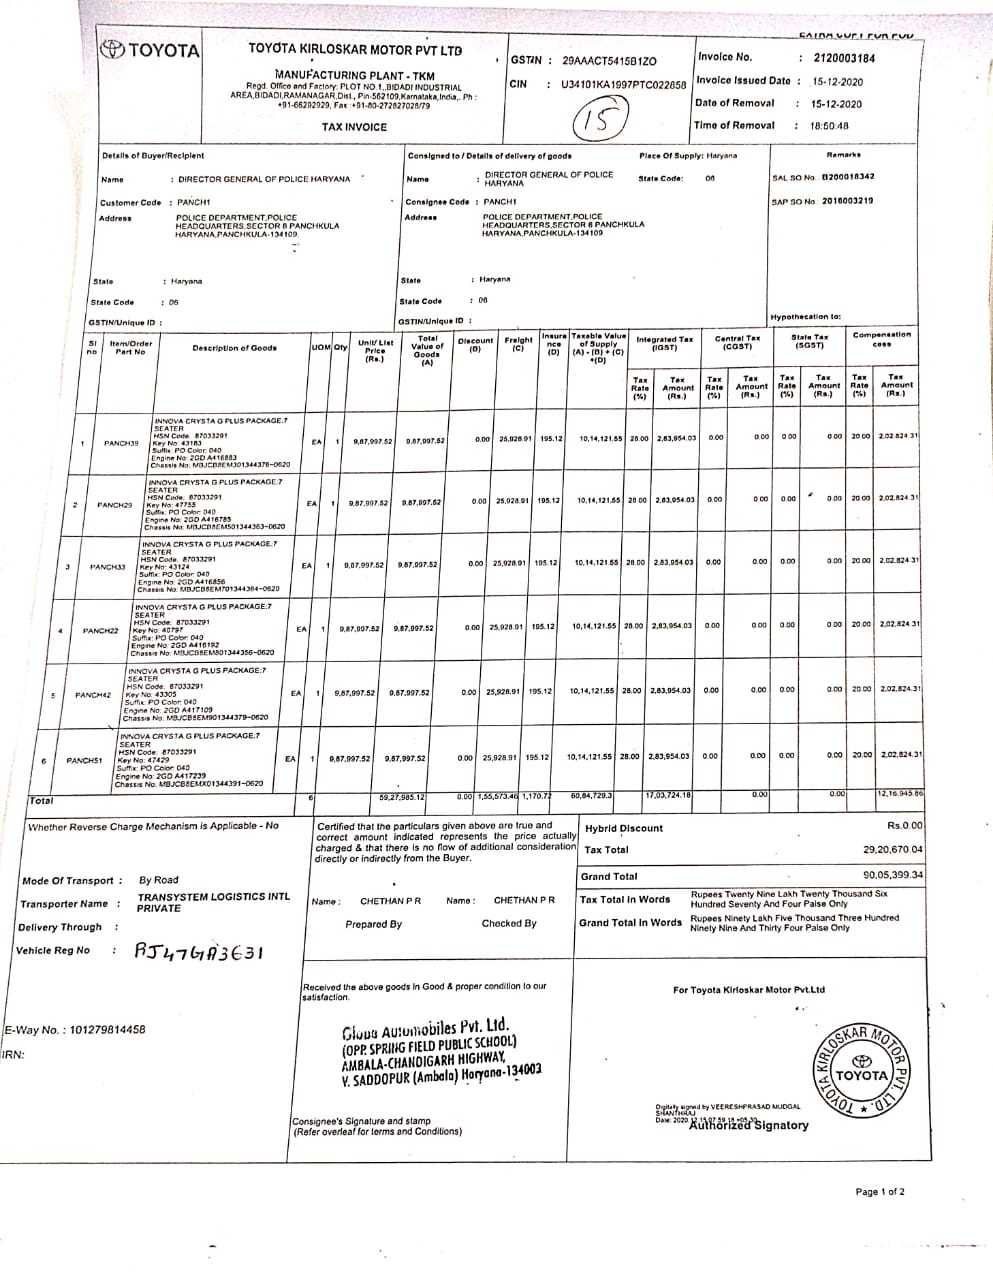 TOYOTA
TOYOTA KIRLOSKAR MOTOR PVT LTD
MANUFACTURING PLANT - TKM
Regd. Office and Factory: PLOT NO.1,,BIDADI INDUSTRIAL
AREA,BIDADI,RAMANAGAR,Dist., Pin-562109,Karnataka,India,. Ph :
+91-66292929, Fax :+91-80-272827028/79
TAX INVOICE
GSTIN : 29AAACT5415B1ZO
CIN : U34101KA1997PTC022858
15
Invoice No. : 2120003184
Invoice Issued Date : 15-12-2020
Date of Removal : 15-12-2020
Time of Removal : 18:50:48
Details of Buyer/Recipient
Name : DIRECTOR GENERAL OF POLICE HARYANA
Customer Code : PANCH1
Address POLICE DEPARTMENT,POLICE
HEADQUARTERS,SECTOR 6 PANCHKULA
HARYANA,PANCHKULA-134109.
State : Haryana
State Code : 06
GSTIN/Unique ID :
Consigned to / Details of delivery of goods
Name : DIRECTOR GENERAL OF POLICE
HARYANA
Consignee Code : PANCH1
Address POLICE DEPARTMENT,POLICE
HEADQUARTERS,SECTOR 6 PANCHKULA
HARYANA,PANCHKULA-134109.
State : Haryana
State Code : 06
GSTIN/Unique ID :
Place Of Supply: Haryana
State Code: 06
Remarks
SAL SO No. B200018342
SAP SO No. 2016003219
Hypothecation to:
Sl no Item/Order Part No Description of Goods UOM Qty Unit/ List Price (Rs.) Total Value of Goods (A) Discount (B) Freight (C) Insurance (D) Taxable Value of Supply (A) - (B) + (C) +(D) Integrated Tax (IGST) Central Tax (CGST) State Tax (SGST) Compensation cess
Tax Rate (%) Tax Amount (Rs.) Tax Rate (%) Tax Amount (Rs.) Tax Rate (%) Tax Amount (Rs.) Tax Rate (%) Tax Amount (Rs.)
INNOVA CRYSTA G PLUS PACKAGE:7
SEATER
HSN Code: 87033291
1 PANCH39 Key No: 43183 EA 1 9,87,997.52 9,87,997.52 0.00 25,928.91 195.12 10,14,121.55 28.00 2,83,954.03 0.00 0.00 0.00 0.00 20.00 2,02,824.31
Suffix: PO Color: 040
Engine No: 2GD A416883
Chassis No: MBJCB8EM301344376-0620
INNOVA CRYSTA G PLUS PACKAGE:7
SEATER
HSN Code: 87033291
2 PANCH29 Key No: 47755 EA 1 9,87,997.52 9,87,997.52 0.00 25,928.91 195.12 10,14,121.55 28.00 2,83,954.03 0.00 0.00 0.00 0.00 20.00 2,02,824.31
Suffix: PO Color: 040
Engine No: 2GD A416785
Chassis No: MBJCB8EM501344363-0620
INNOVA CRYSTA G PLUS PACKAGE:7
SEATER
HSN Code: 87033291
3 PANCH33 Key No: 43124 EA 1 9,87,997.52 9,87,997.52 0.00 25,928.91 195.12 10,14,121.55 28.00 2,83,954.03 0.00 0.00 0.00 0.00 20.00 2,02,824.31
Suffix: PO Color: 040
Engine No: 2GD A416856
Chassis No: MBJCB8EM701344364-0620
INNOVA CRYSTA G PLUS PACKAGE:7
SEATER
HSN Code: 87033291
4 PANCH22 Key No: 40797 EA 1 9,87,997.52 9,87,997.52 0.00 25,928.91 195.12 10,14,121.55 28.00 2,83,954.03 0.00 0.00 0.00 0.00 20.00 2,02,824.31
Suffix: PO Color: 040
Engine No: 2GD A416192
Chassis No: MBJCB8EM801344356-0620
INNOVA CRYSTA G PLUS PACKAGE:7
SEATER
HSN Code: 87033291
5 PANCH42 Key No: 43305 EA 1 9,87,997.52 9,87,997.52 0.00 25,928.91 195.12 10,14,121.55 28.00 2,83,954.03 0.00 0.00 0.00 0.00 20.00 2,02,824.31
Suffix: PO Color: 040
Engine No: 2GD A417109
Chassis No: MBJCB8EM901344379-0620
INNOVA CRYSTA G PLUS PACKAGE:7
SEATER
HSN Code: 87033291
6 PANCH51 Key No: 47429 EA 1 9,87,997.52 9,87,997.52 0.00 25,928.91 195.12 10,14,121.55 28.00 2,83,954.03 0.00 0.00 0.00 0.00 20.00 2,02,824.31
Suffix: PO Color: 040
Engine No: 2GD A417239
Chassis No: MBJCB8EMX01344391-0620
Total 6 59,27,985.12 0.00 1,55,573.46 1,170.72 60,84,729.3 17,03,724.18 0.00 0.00 12,16,945.86
Whether Reverse Charge Mechanism is Applicable - No
Mode Of Transport : By Road
Transporter Name : TRANSYSTEM LOGISTICS INTL
PRIVATE
Delivery Through :
Vehicle Reg No : RJ47GA3631
E-Way No. : 101279814458
IRN:
Certified that the particulars given above are true and
correct amount indicated represents the price actually
charged & that there is no flow of additional consideration
directly or indirectly from the Buyer.
Name : CHETHAN P R Name : CHETHAN P R
Prepared By Checked By
Hybrid Discount Rs.0.00
Tax Total 29,20,670.04
Grand Total 90,05,399.34
Tax Total In Words Rupees Twenty Nine Lakh Twenty Thousand Six
Hundred Seventy And Four Paise Only
Grand Total In Words Rupees Ninety Lakh Five Thousand Three Hundred
Ninety Nine And Thirty Four Paise Only
Received the above goods in Good & proper condition to our
satisfaction.
Globe Automobiles Pvt. Ltd.
(OPP. SPRING FIELD PUBLIC SCHOOL)
AMBALA-CHANDIGARH HIGHWAY,
V. SADDOPUR (Ambala) Haryana-134003
Consignee's Signature and stamp
(Refer overleaf for terms and Conditions)
For Toyota Kirloskar Motor Pvt.Ltd
TOYOTA KIRLOSKAR MOTOR PVT. LTD.
TOYOTA
Digitally signed by VEERESHPRASAD MUDGAL
SHANTHRAJ
Authorized Signatory
Page 1 of 2